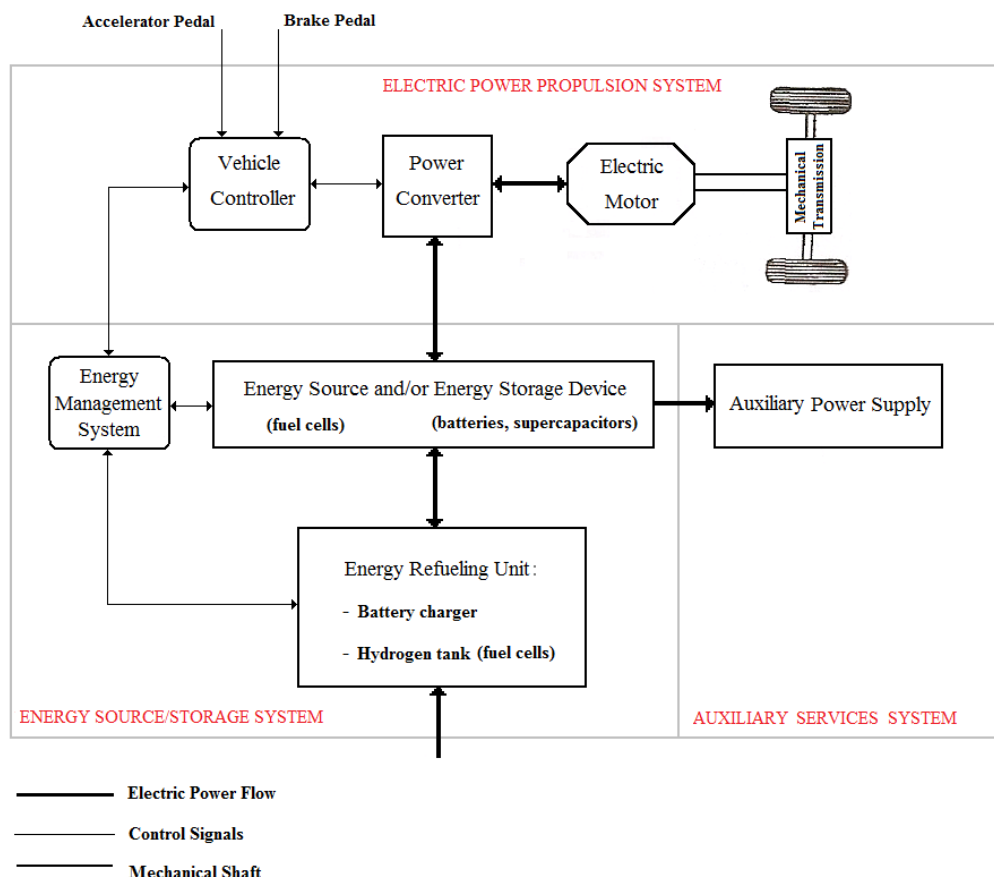 Accelerator Pedal
Brake Pedal
ELECTRIC POWER PROPULSION SYSTEM
Vehicle
Controller
Power
Converter
Electric
Motor
Mechanical
Transmission
Energy
Management
System
Energy Source and/or Energy Storage Device
(fuel cells)
(batteries, supercapacitors)
Auxiliary Power Supply
Energy Refueling Unit:
- Battery charger
- Hydrogen tank (fuel cells)
ENERGY SOURCE/STORAGE SYSTEM
AUXILIARY SERVICES SYSTEM
Electric Power Flow
Control Signals
Mechanical Shaft